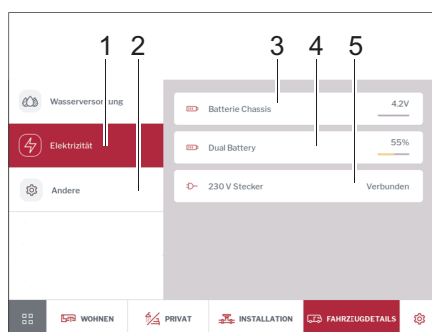 1 2 3 4 5
Wasserversorgung
Elektrizität
Andere
Batterie Chassis 4.2V
Dual Battery 55%
230 V Stecker Verbunden
WOHNEN PRIVAT INSTALLATION FAHRZEUGDETAILS